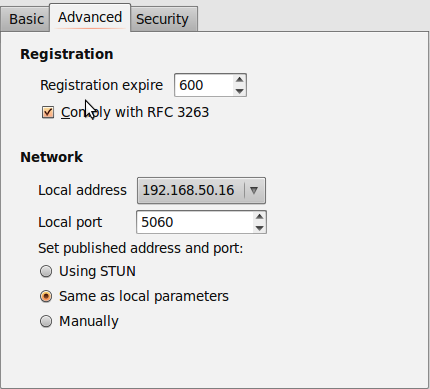 Basic Advanced Security
Registration
Registration expire 600
Comply with RFC 3263
Network
Local address 192.168.50.16
Local port 5060
Set published address and port:
Using STUN
Same as local parameters
Manually